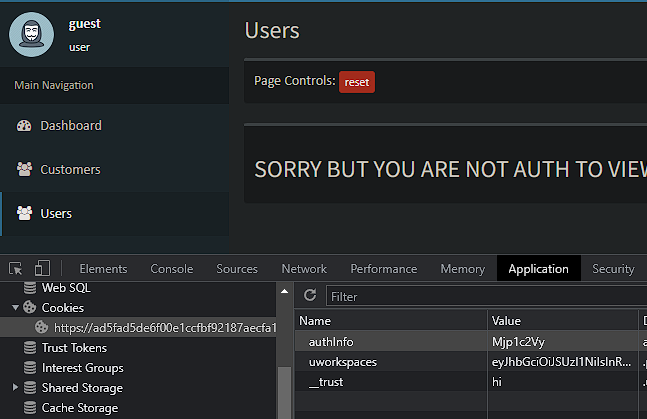 guest
user
Main Navigation
Dashboard
Customers
Users
Users
Page Controls: reset
SORRY BUT YOU ARE NOT AUTH TO VIEW
Elements Console Sources Network Performance Memory Application Security
Web SQL
Cookies
https://ad5fad5de6f00e1ccfbf92187aecfa1
Trust Tokens
Interest Groups
Shared Storage
Cache Storage
Filter
Name Value D
authInfo Mjp1c2Vy a
uworkspaces eyJhbGciOiJSUzI1NiIsInR... .p
__trust hi .u